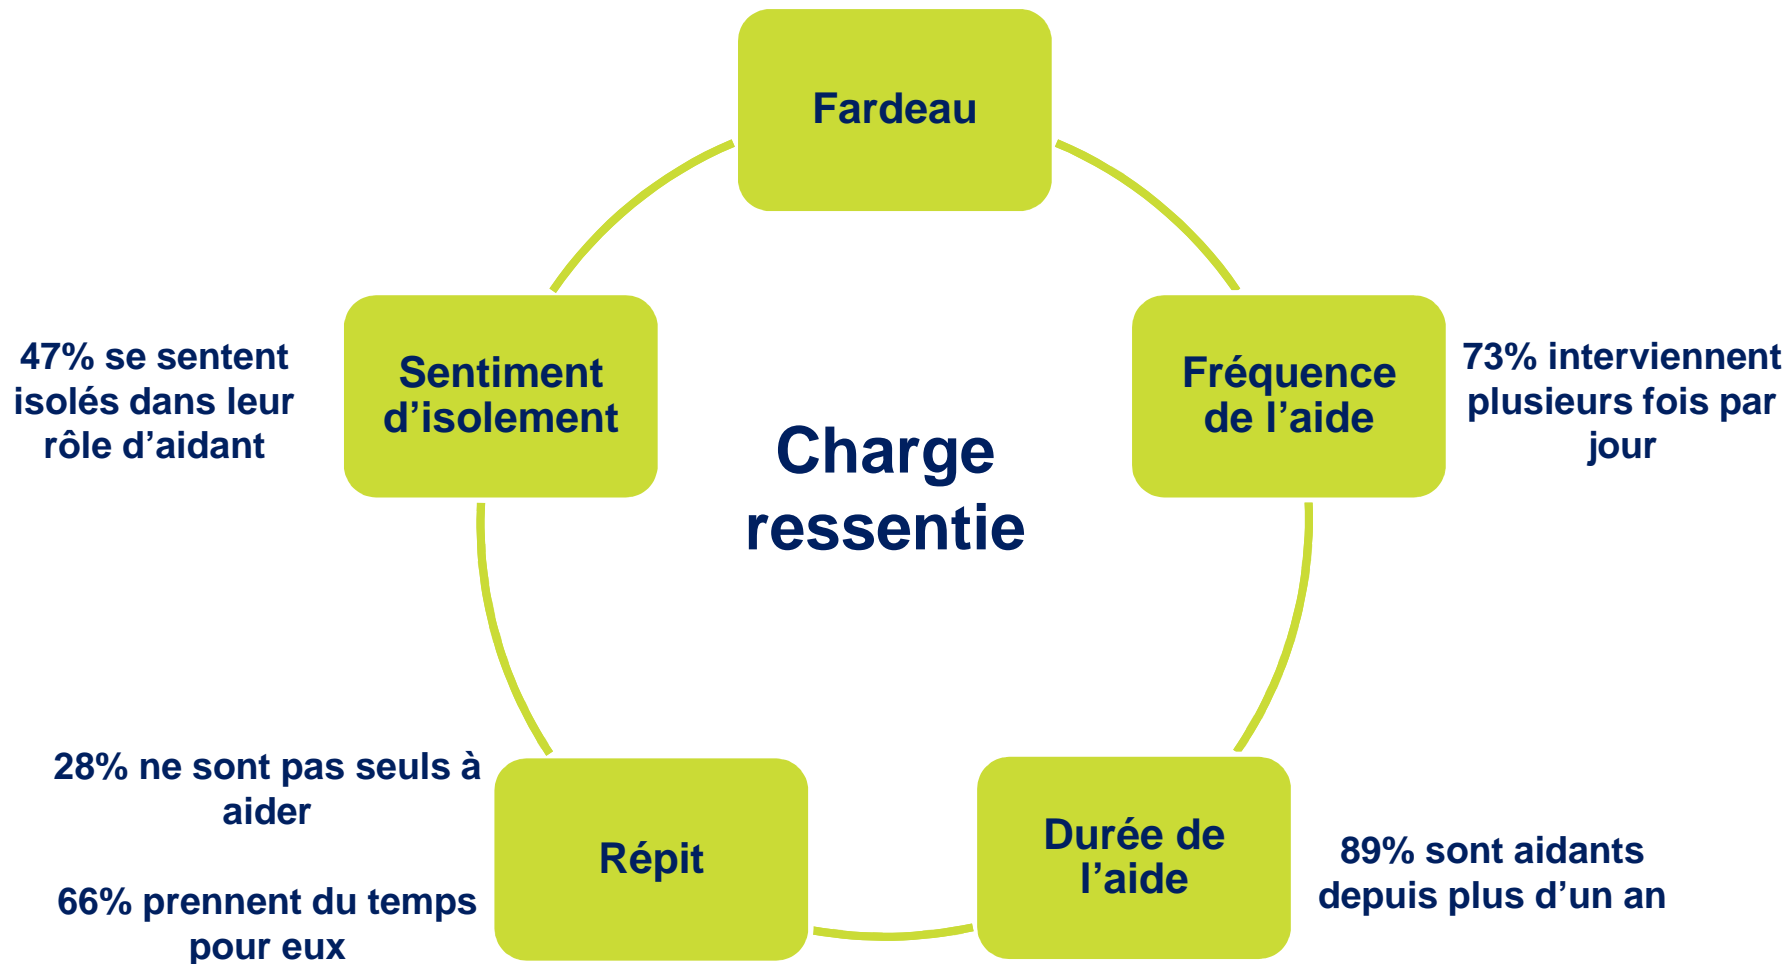 Fardeau
47% se sentent
isolés dans leur
rôle d’aidant
Sentiment
d’isolement
Charge
ressentie
Fréquence
de l’aide
73% interviennent
plusieurs fois par
jour
28% ne sont pas seuls à
aider
66% prennent du temps
pour eux
Répit
Durée de
l’aide
89% sont aidants
depuis plus d’un an